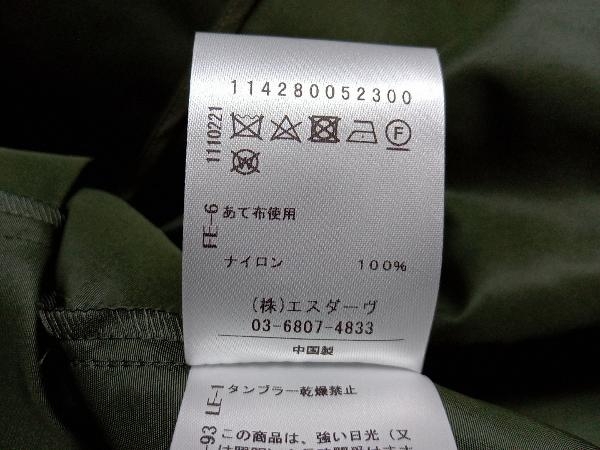 114280052300
1110221
F
W
FE-6
あて布使用
ナイロン 100%
(株)エスダーヴ
03-6807-4833
中国製
LE-1
タンブラー乾燥禁止
-93
この商品は、強い日光(又